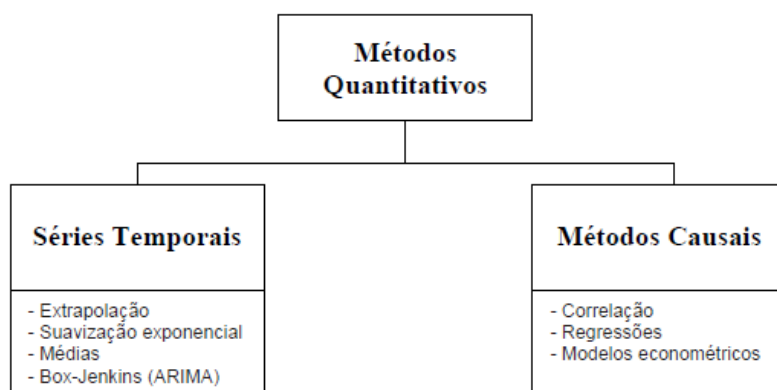 Métodos
Quantitativos
Séries Temporais
- Extrapolação
- Suavização exponencial
- Médias
- Box-Jenkins (ARIMA)
Métodos Causais
- Correlação
- Regressões
- Modelos econométricos